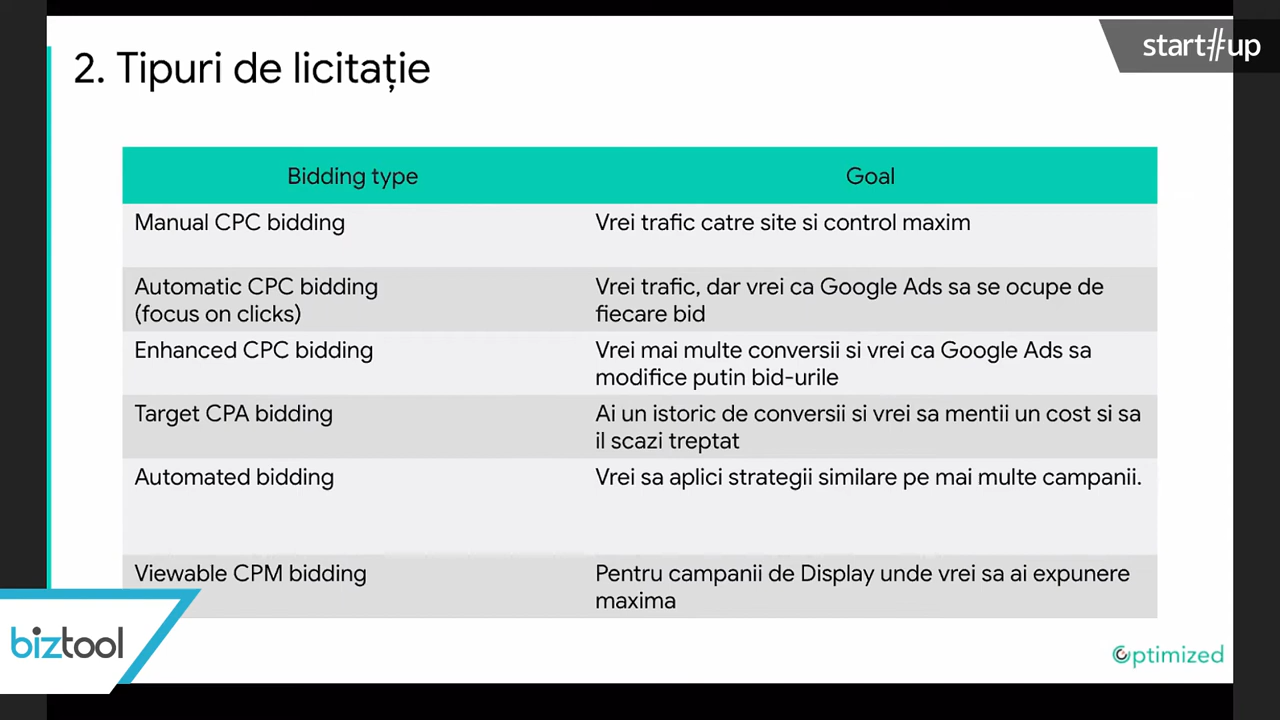 start#up
2. Tipuri de licitație
Bidding type
Goal
Manual CPC bidding
Vrei trafic catre site si control maxim
Automatic CPC bidding
(focus on clicks)
Vrei trafic, dar vrei ca Google Ads sa se ocupe de
fiecare bid
Enhanced CPC bidding
Vrei mai multe conversii si vrei ca Google Ads sa
modifice putin bid-urile
Target CPA bidding
Ai un istoric de conversii si vrei sa mentii un cost si sa
il scazi treptat
Automated bidding
Vrei sa aplici strategii similare pe mai multe campanii.
Viewable CPM bidding
Pentru campanii de Display unde vrei sa ai expunere
maxima
biztool
Optimized